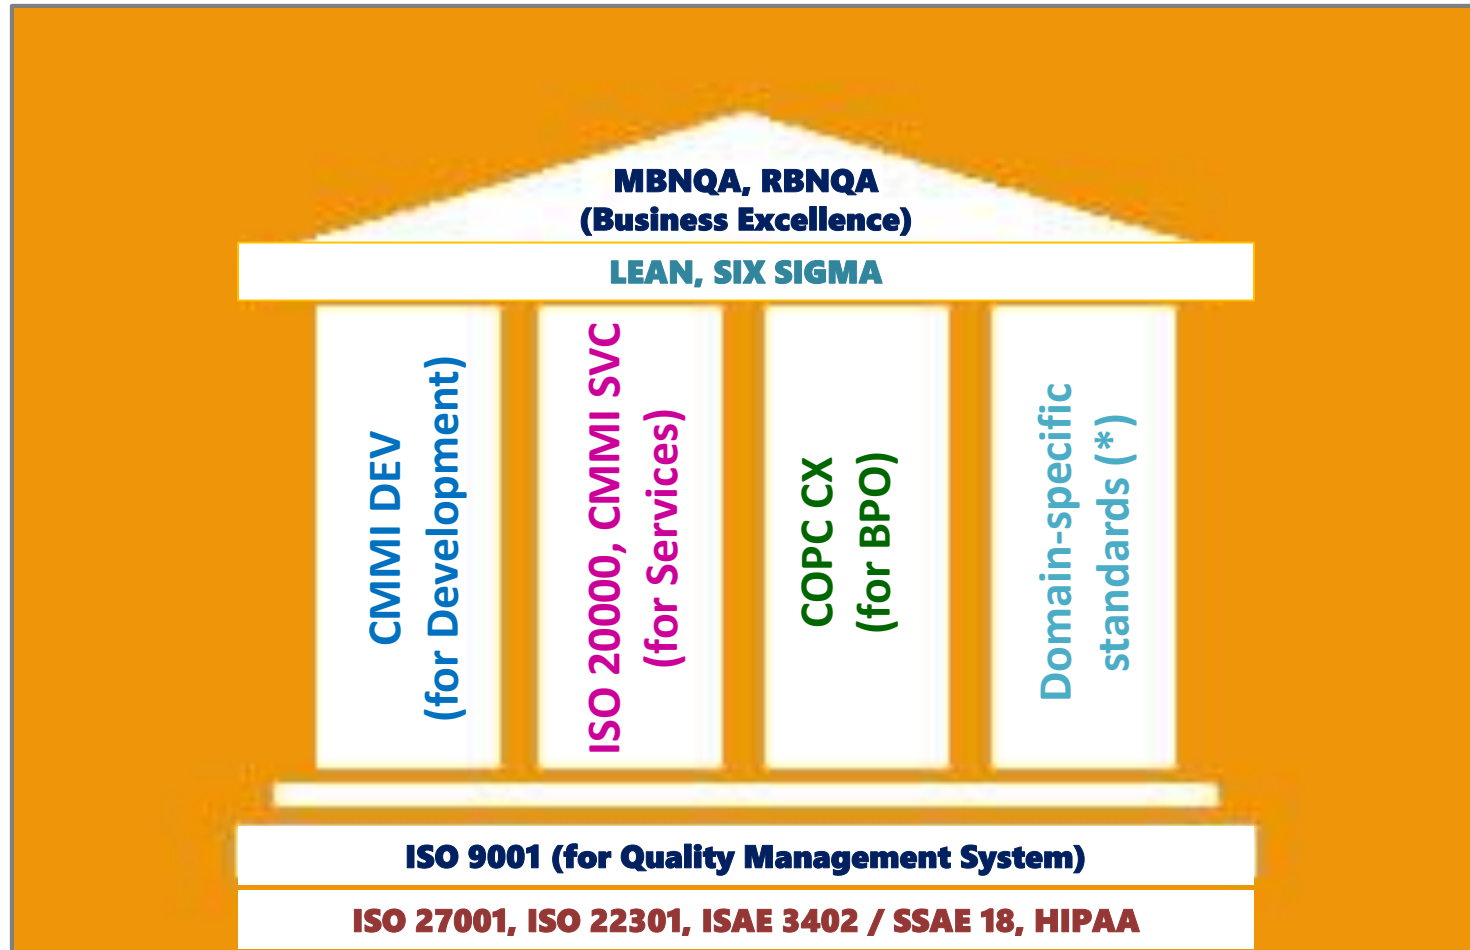 MBNQA, RBNQA
(Business Excellence)
LEAN, SIX SIGMA
CMMI DEV
(for Development)
ISO 20000, CMMI SVC
(for Services)
COPC CX
(for BPO)
Domain-specific
standards (*)
ISO 9001 (for Quality Management System)
ISO 27001, ISO 22301, ISAE 3402 / SSAE 18, HIPAA